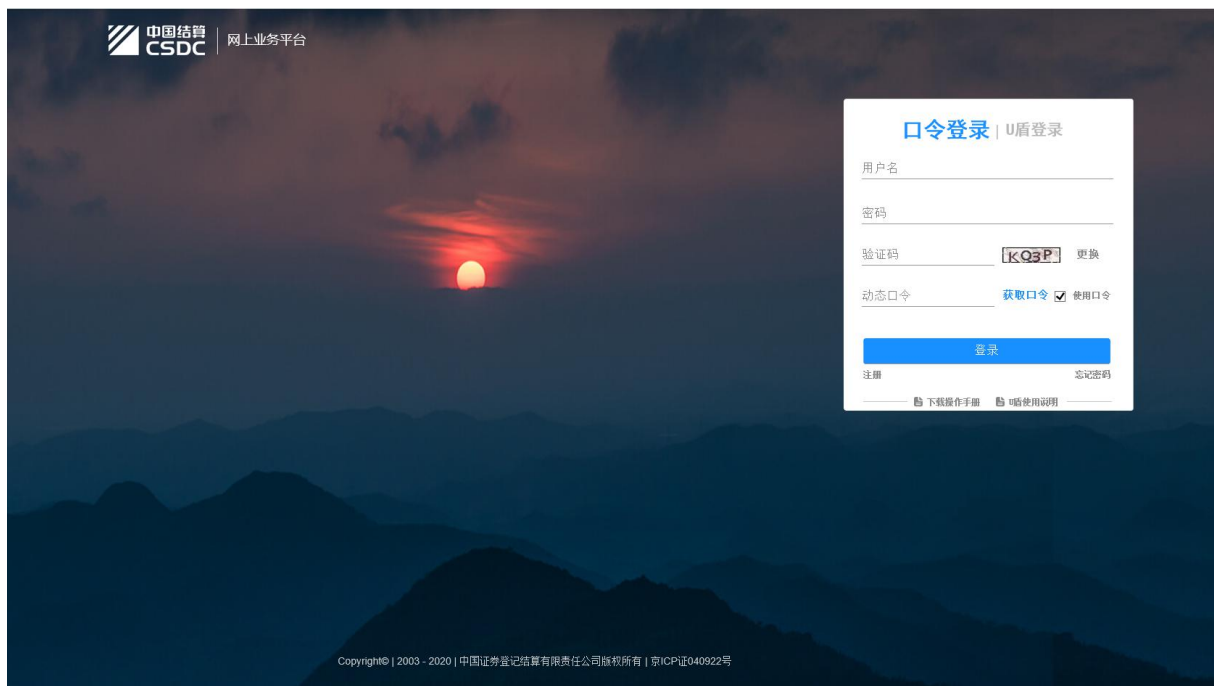 中国结算
CSDC
网上业务平台
口令登录 | U盾登录
用户名
密码
验证码 KQ3P 更换
动态口令 获取口令 使用口令
登录
注册 忘记密码
下载操作手册 U盾使用说明
Copyright© | 2003 - 2020 | 中国证券登记结算有限责任公司版权所有 | 京ICP证040922号